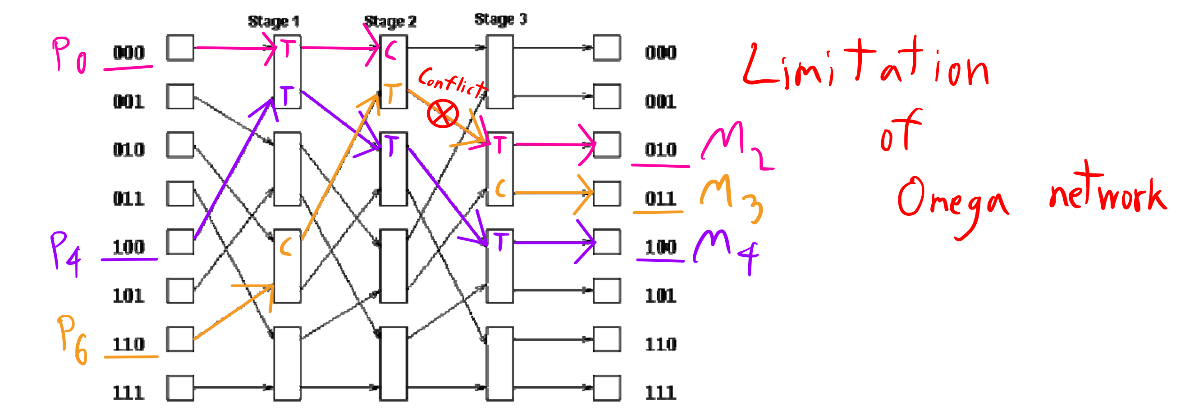 Stage 1 Stage 2 Stage 3
P0 000 T C 000 Limitation
Conflict
001 T T 001 of
010 T T 010 M2
011 C 011 M3 Omega network
P4 100 C T 100 M4
101 101
P6 110 110
111 111